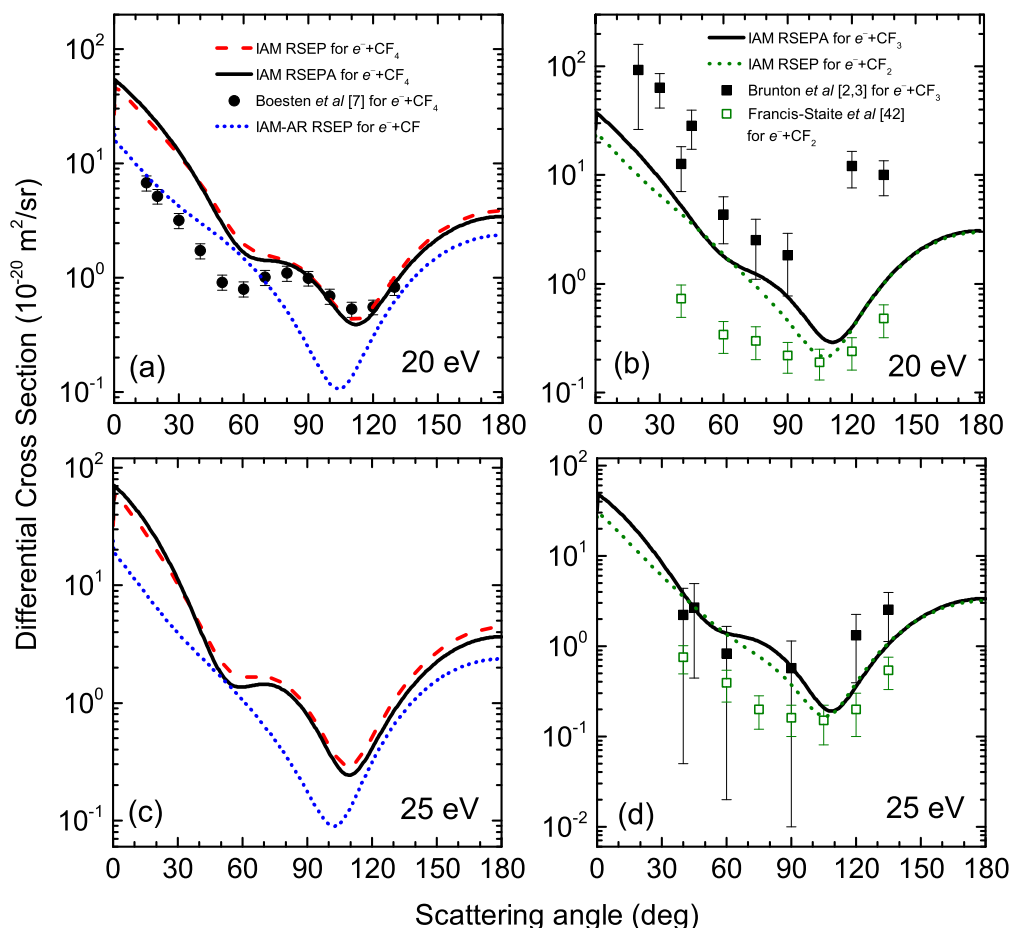 10²
10¹
10⁰
10⁻¹
0 30 60 90 120 150 180
IAM RSEP for e⁻+CF₄
IAM RSEPA for e⁻+CF₄
Boesten et al [7] for e⁻+CF₄
IAM-AR RSEP for e⁻+CF
(a)
20 eV
10²
10¹
10⁰
10⁻¹
0 30 60 90 120 150 180
IAM RSEPA for e⁻+CF₃
IAM RSEP for e⁻+CF₂
Brunton et al [2,3] for e⁻+CF₃
Francis-Staite et al [42]
for e⁻+CF₂
(b)
20 eV
Differential Cross Section (10⁻²⁰ m²/sr)
10²
10¹
10⁰
10⁻¹
0 30 60 90 120 150 180
(c)
25 eV
10²
10¹
10⁰
10⁻¹
10⁻²
0 30 60 90 120 150 180
(d)
25 eV
Scattering angle (deg)